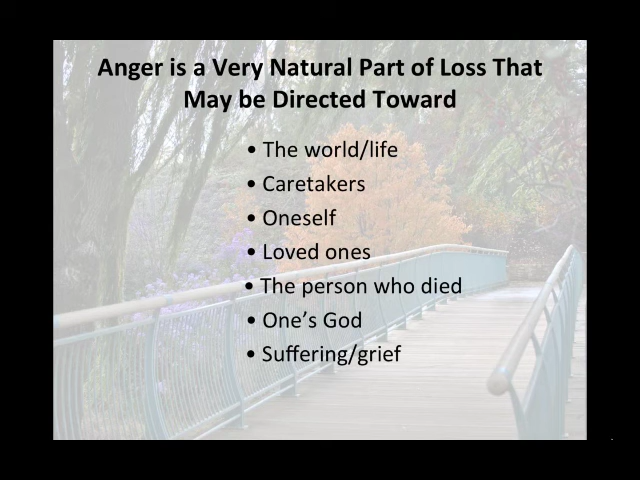 Anger is a Very Natural Part of Loss That
May be Directed Toward
• The world/life
• Caretakers
• Oneself
• Loved ones
• The person who died
• One’s God
• Suffering/grief